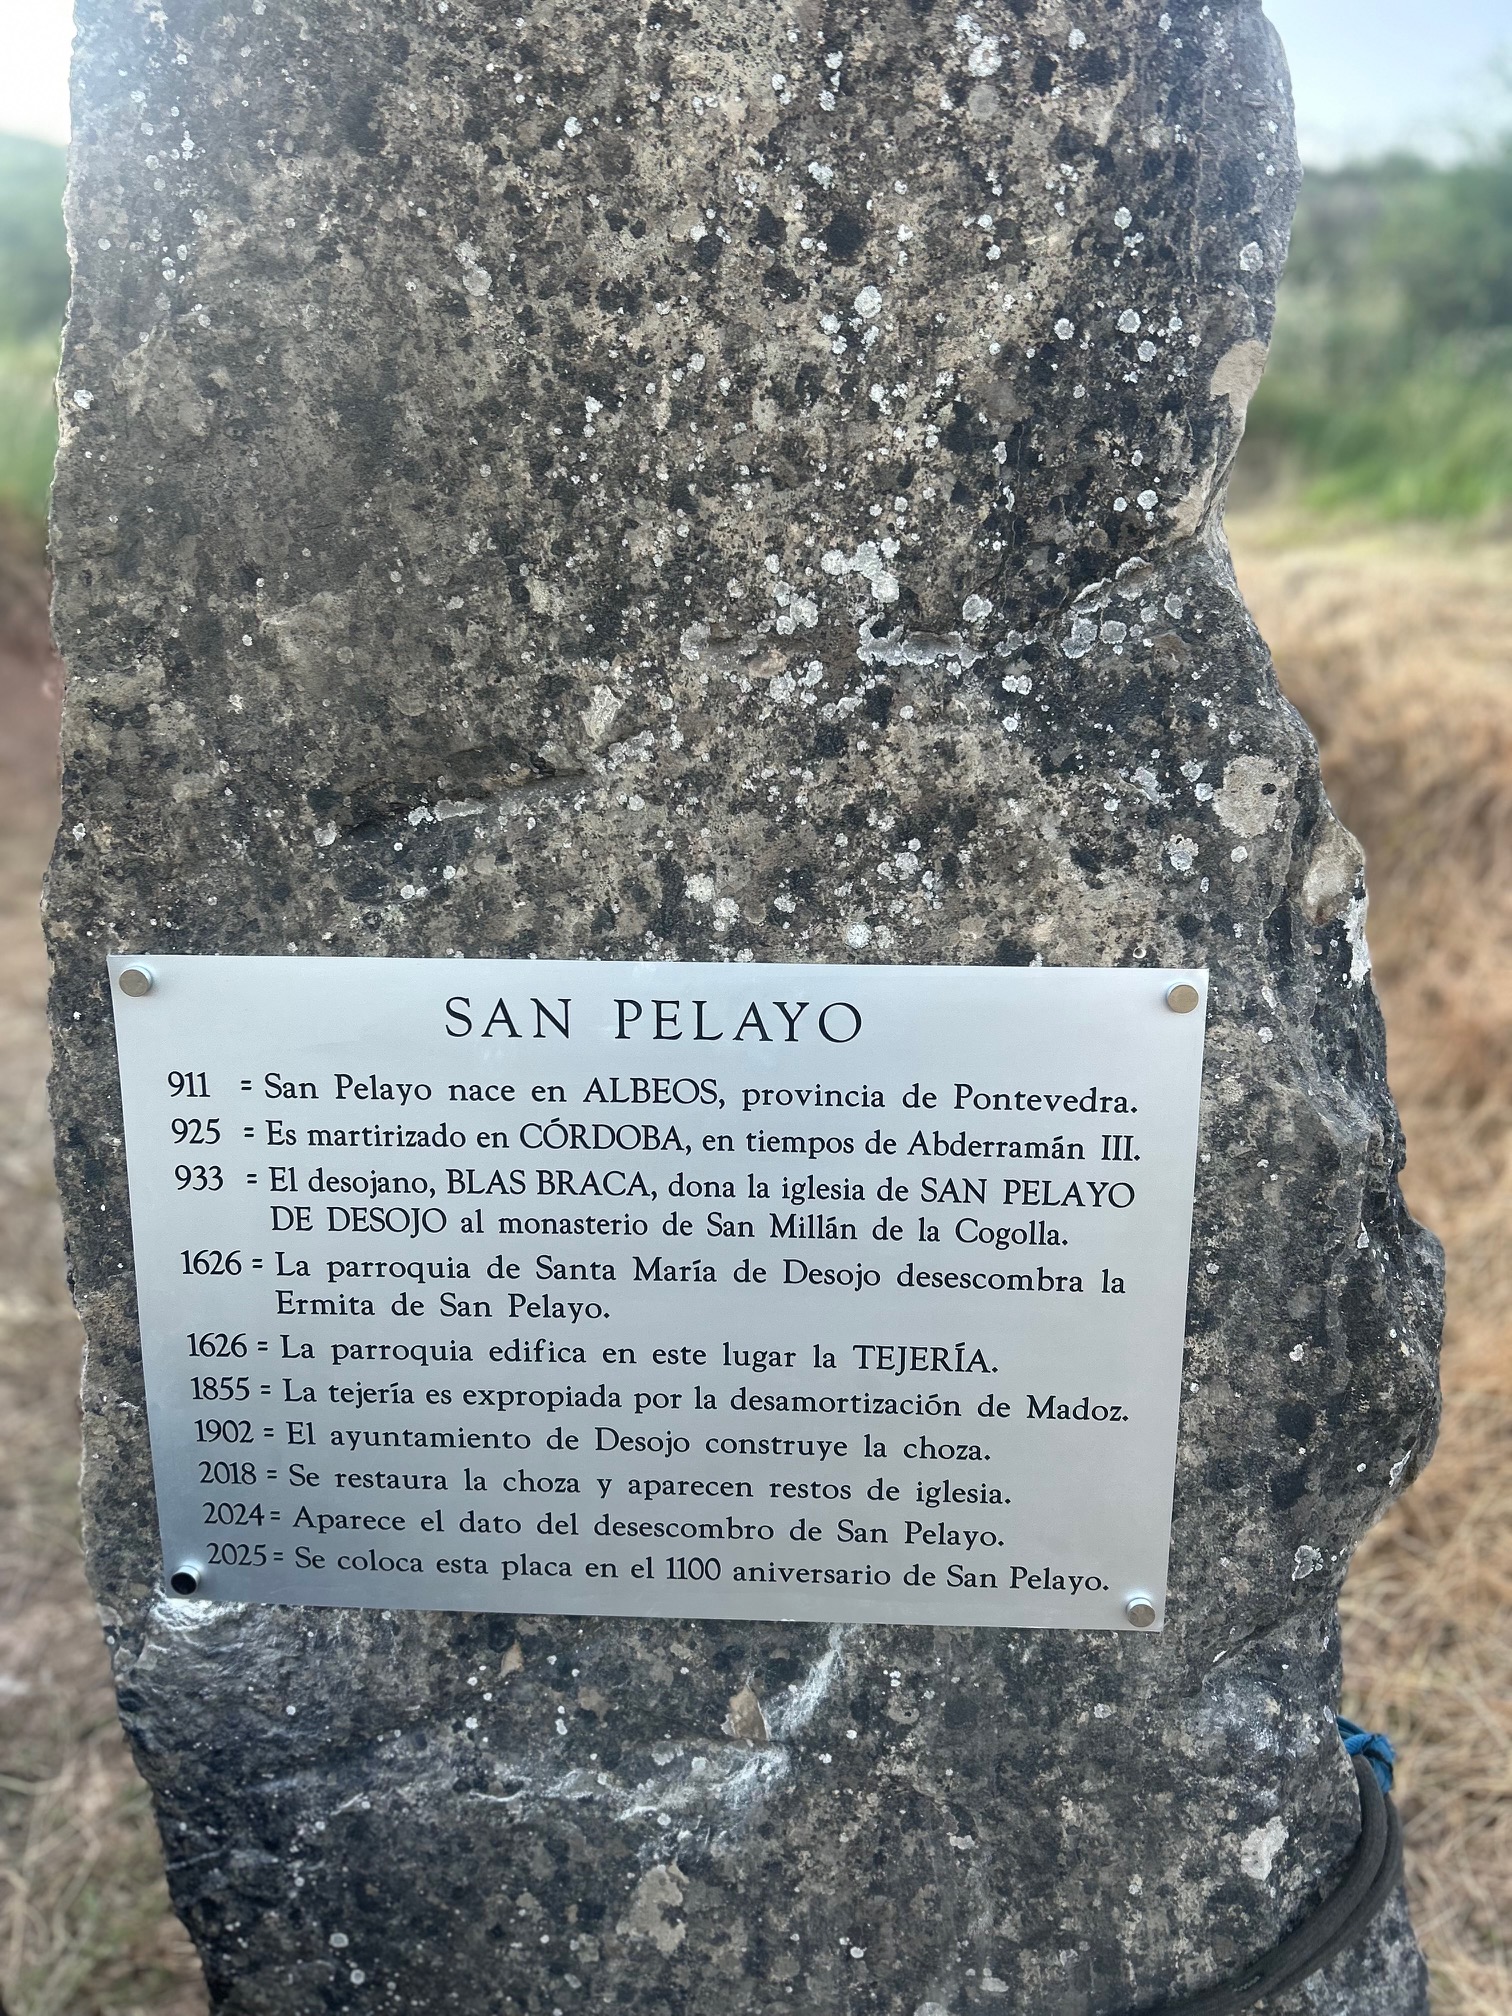 SAN PELAYO
911 = San Pelayo nace en ALBEOS, provincia de Pontevedra.
925 = Es martirizado en CÓRDOBA, en tiempos de Abderramán III.
933 = El desojano, BLAS BRACA, dona la iglesia de SAN PELAYO
DE DESOJO al monasterio de San Millán de la Cogolla.
1626 = La parroquia de Santa María de Desojo desescombra la
Ermita de San Pelayo.
1626 = La parroquia edifica en este lugar la TEJERÍA.
1855 = La tejería es expropiada por la desamortización de Madoz.
1902 = El ayuntamiento de Desojo construye la choza.
2018 = Se restaura la choza y aparecen restos de iglesia.
2024 = Aparece el dato del desescombro de San Pelayo.
2025 = Se coloca esta placa en el 1100 aniversario de San Pelayo.